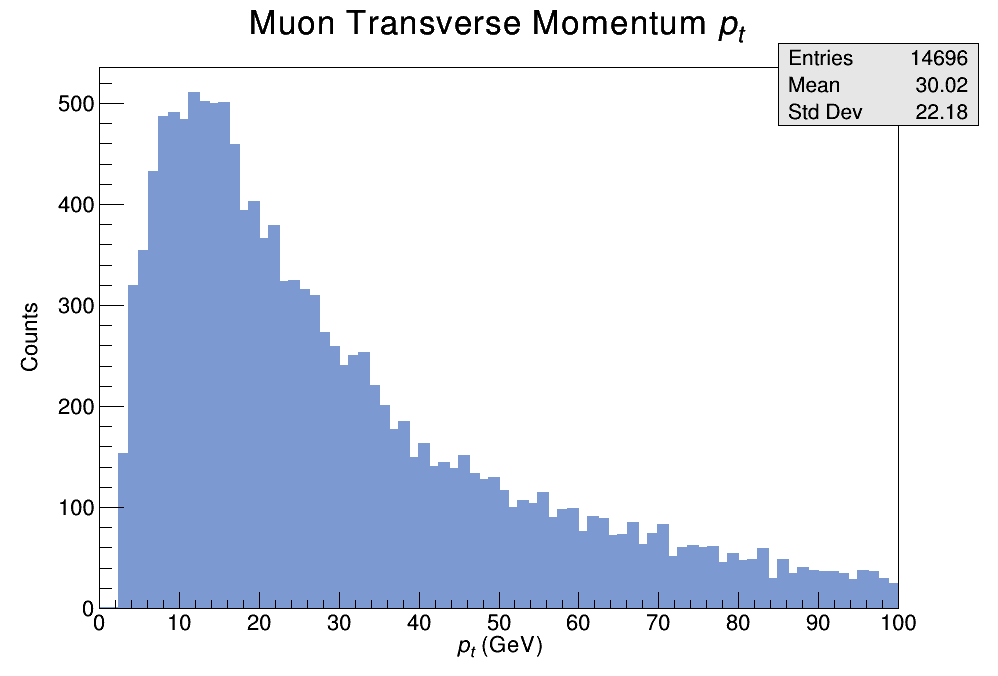 Muon Transverse Momentum pt
Entries 14696
Mean 30.02
Std Dev 22.18
500
400
300
200
100
0
Counts
0 10 20 30 40 50 60 70 80 90 100
pt (GeV)